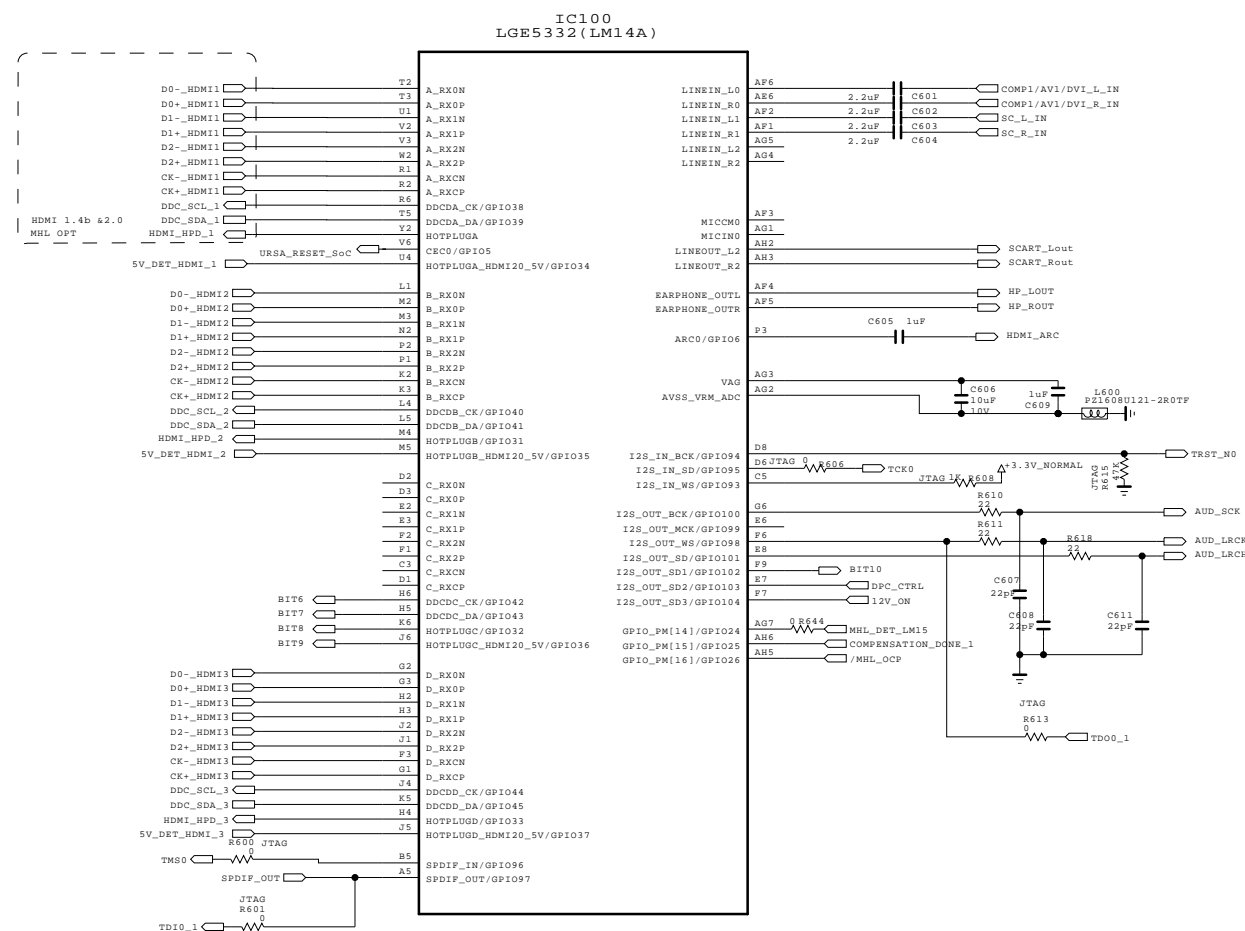 IC100
LGE5332(LM14A)
D0-_HDMI1 T2 A_RX0N
D0+_HDMI1 T3 A_RX0P
D1-_HDMI1 U1 A_RX1N
D1+_HDMI1 V2 A_RX1P
D2-_HDMI1 V3 A_RX2N
D2+_HDMI1 W2 A_RX2P
CK-_HDMI1 R1 A_RXCN
CK+_HDMI1 R2 A_RXCP
DDC_SCL_1 R6 DDCDA_CK/GPIO38
HDMI 1.4b &2.0 DDC_SDA_1 T5 DDCDA_DA/GPIO39
MHL OPT HDMI_HPD_1 Y2 HOTPLUGA
URSA_RESET_SoC V6 CEC0/GPIO5
5V_DET_HDMI_1 U4 HOTPLUGA_HDMI20_5V/GPIO34
D0-_HDMI2 L1 B_RX0N
D0+_HDMI2 M2 B_RX0P
D1-_HDMI2 M3 B_RX1N
D1+_HDMI2 N2 B_RX1P
D2-_HDMI2 P2 B_RX2N
D2+_HDMI2 P1 B_RX2P
CK-_HDMI2 K2 B_RXCN
CK+_HDMI2 K3 B_RXCP
DDC_SCL_2 L4 DDCDB_CK/GPIO40
DDC_SDA_2 L5 DDCDB_DA/GPIO41
HDMI_HPD_2 M4 HOTPLUGB/GPIO31
5V_DET_HDMI_2 M5 HOTPLUGB_HDMI20_5V/GPIO35
D2 C_RX0N
D3 C_RX0P
E2 C_RX1N
E3 C_RX1P
F2 C_RX2N
F1 C_RX2P
C3 C_RXCN
D1 C_RXCP
BIT6 H6 DDCDC_CK/GPIO42
BIT7 H5 DDCDC_DA/GPIO43
BIT8 K6 HOTPLUGC/GPIO32
BIT9 J6 HOTPLUGC_HDMI20_5V/GPIO36
D0-_HDMI3 G2 D_RX0N
D0+_HDMI3 G3 D_RX0P
D1-_HDMI3 H2 D_RX1N
D1+_HDMI3 H3 D_RX1P
D2-_HDMI3 J2 D_RX2N
D2+_HDMI3 J1 D_RX2P
CK-_HDMI3 F3 D_RXCN
CK+_HDMI3 G1 D_RXCP
DDC_SCL_3 J4 DDCDD_CK/GPIO44
DDC_SDA_3 K5 DDCDD_DA/GPIO45
HDMI_HPD_3 H4 HOTPLUGD/GPIO33
5V_DET_HDMI_3 J5 HOTPLUGD_HDMI20_5V/GPIO37
R600 JTAG
0
TMS0 B5 SPDIF_IN/GPIO96
SPDIF_OUT A5 SPDIF_OUT/GPIO97
JTAG
R601
0
TDI0_1
LINEIN_L0 AF6 2.2uF C601 COMP1/AV1/DVI_L_IN
LINEIN_R0 AE6 2.2uF C602 COMP1/AV1/DVI_R_IN
LINEIN_L1 AF2 2.2uF C603 SC_L_IN
LINEIN_R1 AF1 2.2uF C604 SC_R_IN
LINEIN_L2 AG5
LINEIN_R2 AG4
MICCM0 AF3
MICIN0 AG1
LINEOUT_L2 AH2 SCART_Lout
LINEOUT_R2 AH3 SCART_Rout
EARPHONE_OUTL AF4 HP_LOUT
EARPHONE_OUTR AF5 HP_ROUT
C605 1uF
ARC0/GPIO6 P3 HDMI_ARC
VAG AG3
AVSS_VRM_ADC AG2
C606
10uF
10V
1uF
C609
L600
PZ1608U121-2R0TF
I2S_IN_BCK/GPIO94 D8 TRST_N0
I2S_IN_SD/GPIO95 D6 JTAG 0 R606 TCK0
I2S_IN_WS/GPIO93 C5 JTAG 1K R608 +3.3V_NORMAL
JTAG
R615
47K
I2S_OUT_BCK/GPIO100 G6 R610 22 AUD_SCK
I2S_OUT_MCK/GPIO99 E6
I2S_OUT_WS/GPIO98 F6 R611 22 AUD_LRCK
I2S_OUT_SD/GPIO101 E8 R618 22 AUD_LRCH
I2S_OUT_SD1/GPIO102 F9 BIT10
I2S_OUT_SD2/GPIO103 E7 DPC_CTRL
I2S_OUT_SD3/GPIO104 F7 12V_ON
C607
22pF
C608
22pF
C611
22pF
GPIO_PM[14]/GPIO24 AG7 0 R644 MHL_DET_LM15
GPIO_PM[15]/GPIO25 AH6 COMPENSATION_DONE_1
GPIO_PM[16]/GPIO26 AH5 /MHL_OCP
JTAG
R613
0
TDO0_1